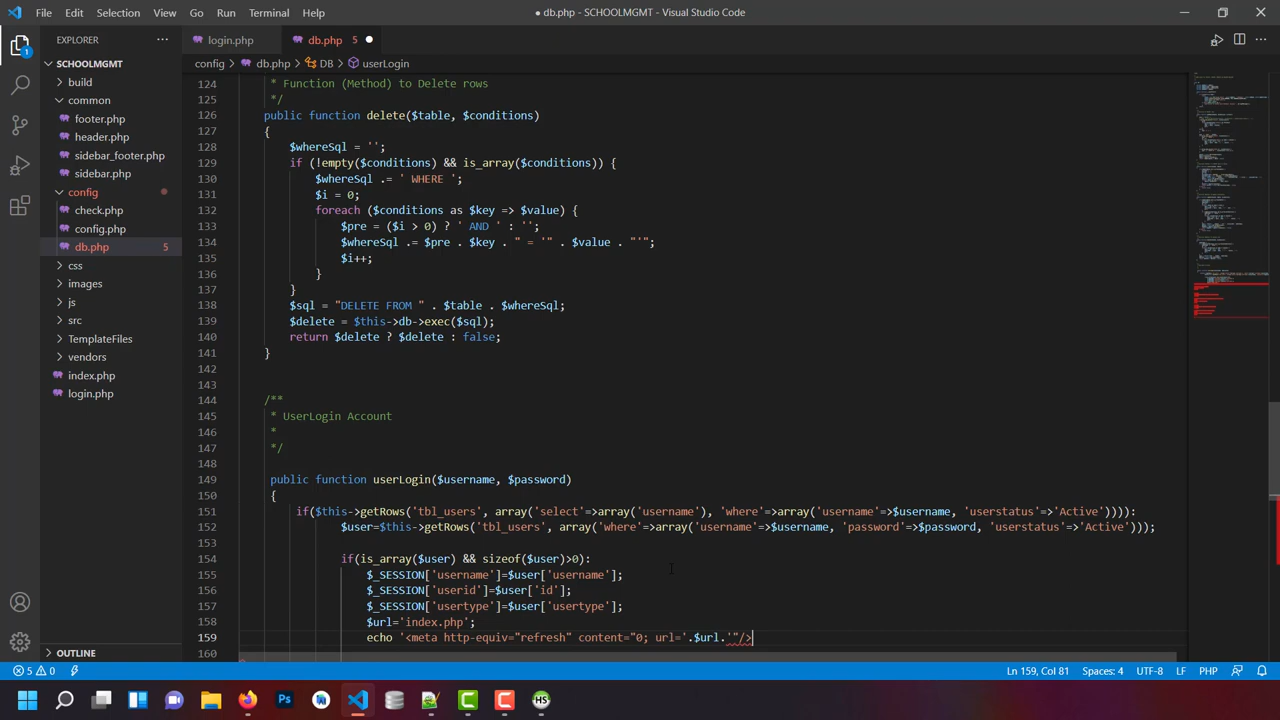 File Edit Selection View Go Run Terminal Help
● db.php - SCHOOLMGMT - Visual Studio Code
EXPLORER ···
login.php
db.php 5 ●
SCHOOLMGMT
config > db.php > DB > userLogin
build
common
footer.php
header.php
sidebar_footer.php
sidebar.php
config
check.php
config.php
db.php 5
css
images
js
src
TemplateFiles
vendors
index.php
login.php
OUTLINE
1
124 * Function (Method) to Delete rows
125 */
126 public function delete($table, $conditions)
127 {
128 $whereSql = '';
129 if (!empty($conditions) && is_array($conditions)) {
130 $whereSql .= ' WHERE ';
131 $i = 0;
132 foreach ($conditions as $key => $value) {
133 $pre = ($i > 0) ? ' AND ' : '';
134 $whereSql .= $pre . $key . " = '" . $value . "'";
135 $i++;
136 }
137 }
138 $sql = "DELETE FROM " . $table . $whereSql;
139 $delete = $this->db->exec($sql);
140 return $delete ? $delete : false;
141 }
142
143
144 /**
145 * UserLogin Account
146 *
147 */
148
149 public function userLogin($username, $password)
150 {
151 if($this->getRows('tbl_users', array('select'=>array('username'), 'where'=>array('username'=>$username, 'userstatus'=>'Active')))):
152 $user=$this->getRows('tbl_users', array('where'=>array('username'=>$username, 'password'=>$password, 'userstatus'=>'Active')));
153
154 if(is_array($user) && sizeof($user)>0):
155 $_SESSION['username']=$user['username'];
156 $_SESSION['userid']=$user['id'];
157 $_SESSION['usertype']=$user['usertype'];
158 $url='index.php';
159 echo '<meta http-equiv="refresh" content="0; url='.$url.'"/>
160
5 0
Ln 159, Col 81 Spaces: 4 UTF-8 LF PHP
Ps
C
C
HS